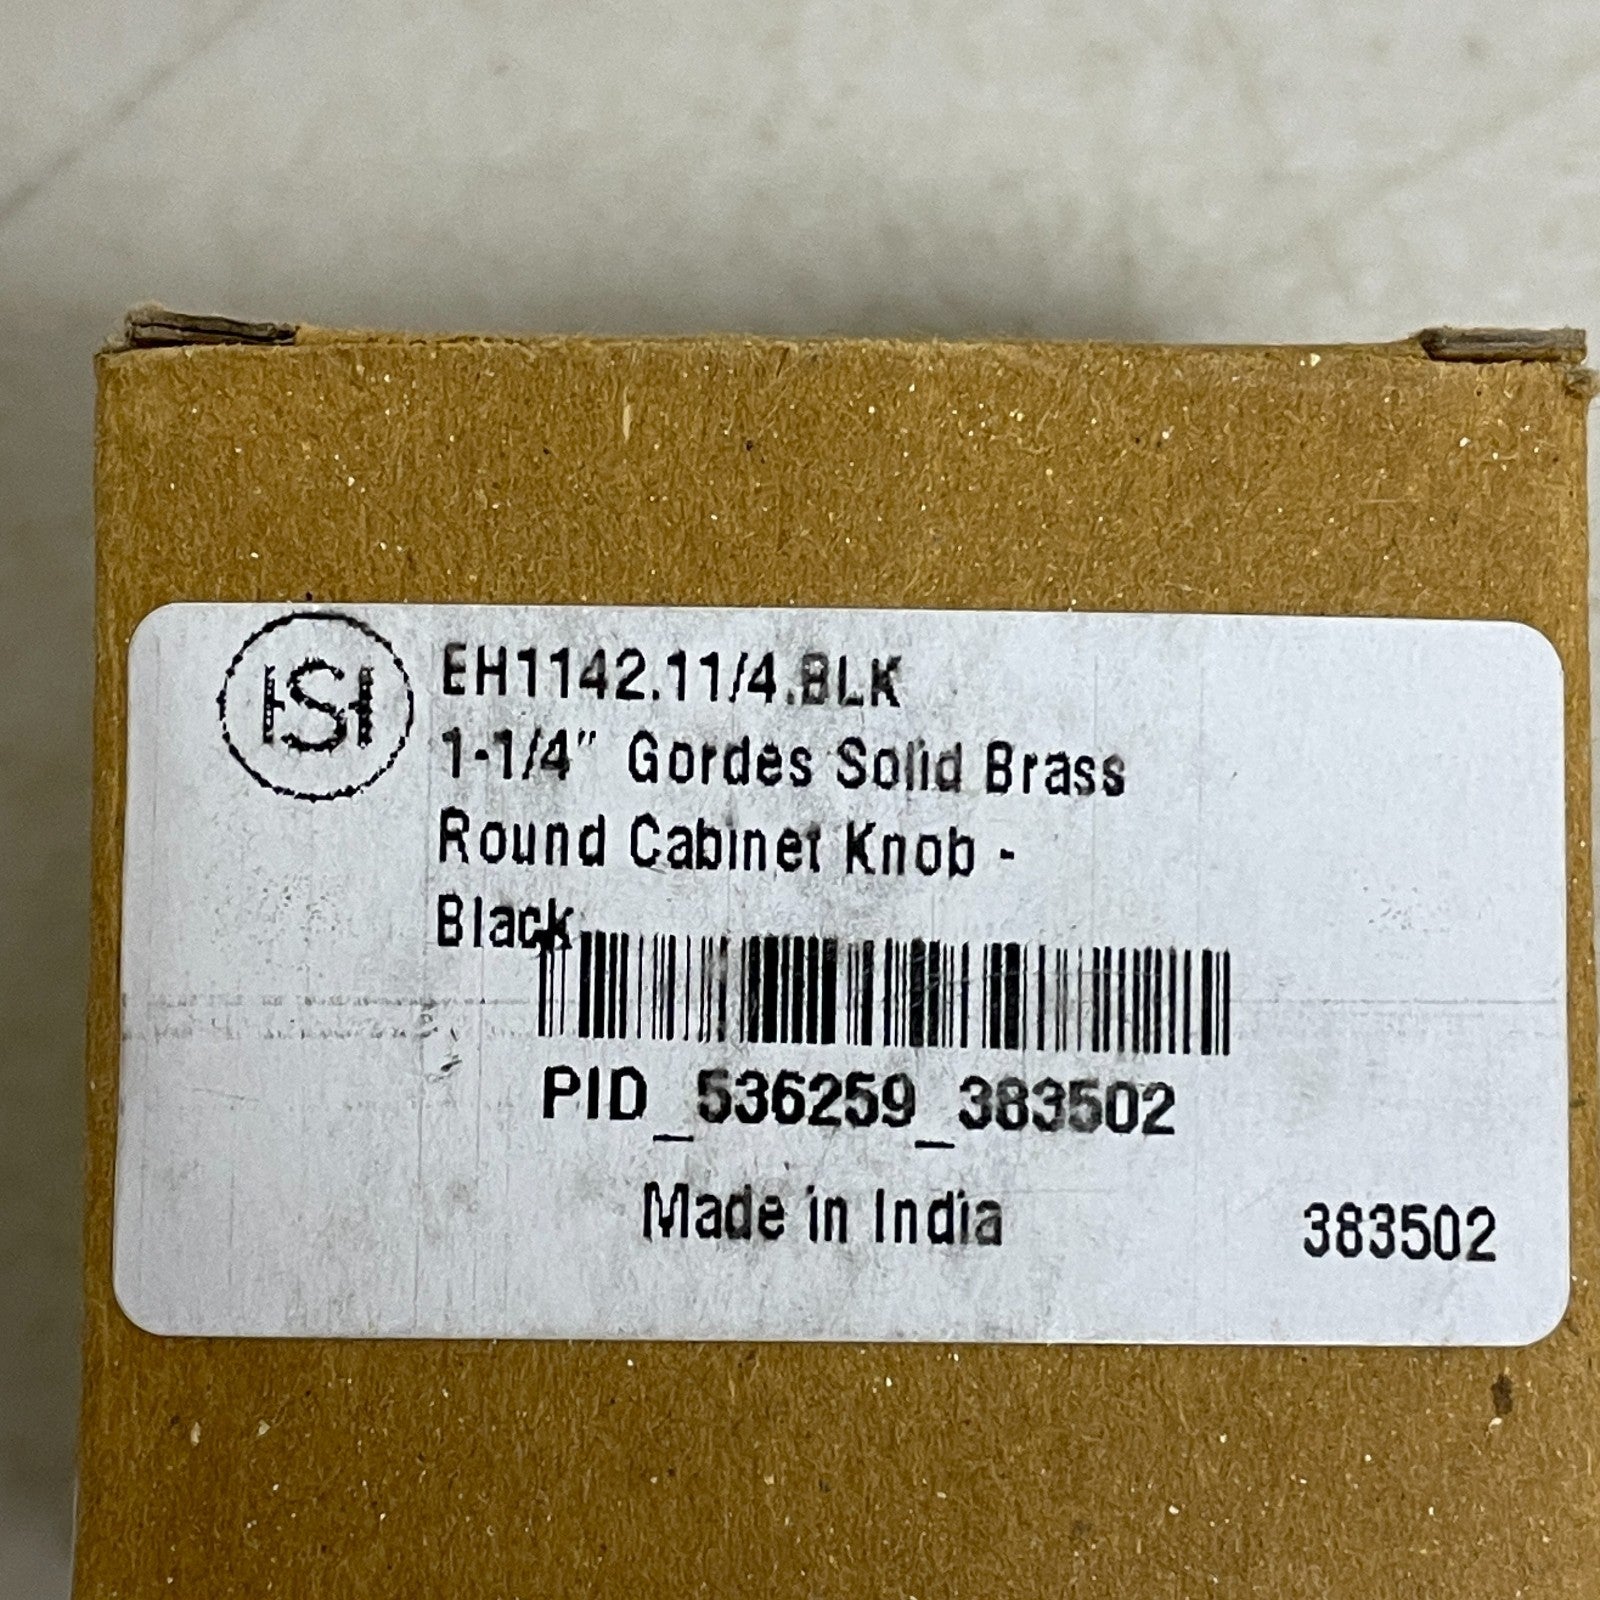 HSH
EH1142.11/4.BLK
1-1/4" Gordes Solid Brass
Round Cabinet Knob -
Black
PID_536259_383502
Made in India
383502